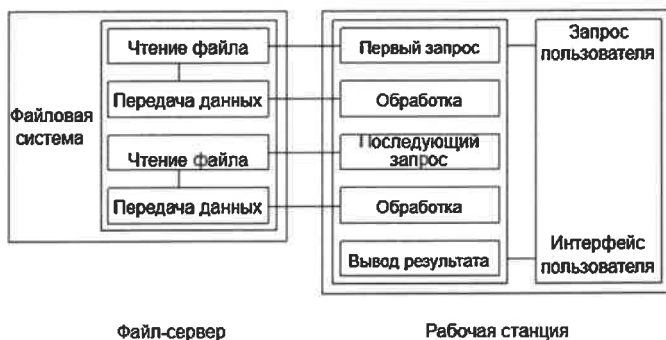 Файловая
система
Чтение файла
Передача данных
Чтение файла
Передача данных
Файл-сервер
Первый запрос
Обработка
Последующий
запрос
Обработка
Вывод результата
Запрос
пользователя
Интерфейс
пользователя
Рабочая станция